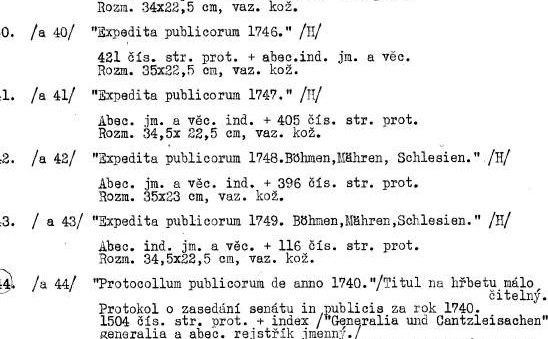 Rozm. 34x22,5 cm, vaz. kož.
0. /a 40/ "Expedita publicorum 1746." /H/
421 čís. str. prot. + abec.ind. jm. a věc.
Rozm. 35x22,5 cm, vaz. kož.
1. /a 41/ "Expedita publicorum 1747." /H/
Abec. jm. a věc. ind. + 405 čís. str. prot.
Rozm. 34,5x 22,5 cm, vaz. kož.
2. /a 42/ "Expedita publicorum 1748.Böhmen,Mähren, Schlesien." /H/
Abec. jm. a věc. ind. + 396 čís. str. prot.
Rozm. 35x23 cm, vaz. kož.
3. / a 43/ "Expedita publicorum 1749. Böhmen,Mähren,Schlesien." /H/
Abec. ind. jm. a věc. + 116 čís. str. prot.
Rozm. 34,5x22,5 cm, vaz. kož.
44. /a 44/ "Protocollum publicorum de anno 1740."/Titul na hřbetu málo
čitelný.
Protokol o zasedání senátu in publicis za rok 1740.
1504 čís. str. prot. + index /"Generalia und Cantzleisachen"
generalia a abec. rejstřík jmenný./